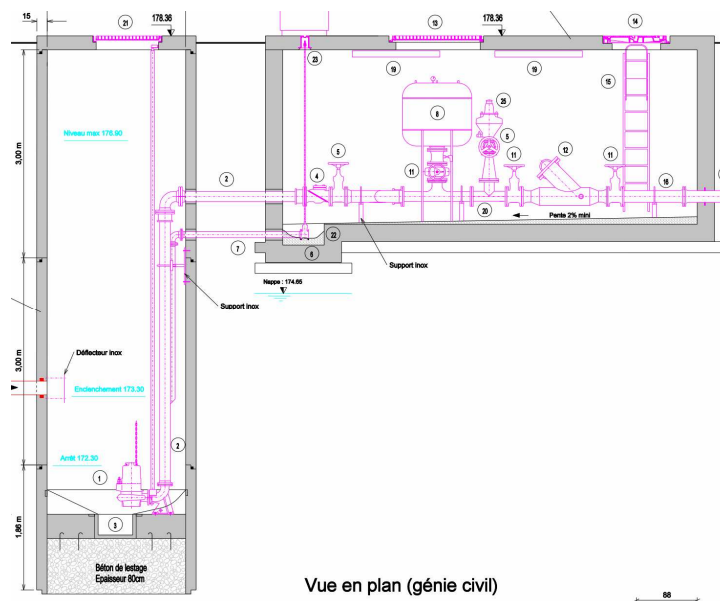 21
178.36
13
178.36
14
15
23
19
19
15
3,00 m
Niveau max 176.90
8
25
5
5
11
11
12
11
2
4
16
20
Pente 2% mini
7
22
6
Support inox
Nappe : 174.65
Support inox
Déflecteur inox
3,00 m
Enclenchement 173.30
2
Arrêt 172.30
1
3
1,86 m
Béton de lestage
Epaisseur 80cm
Vue en plan (génie civil)
88